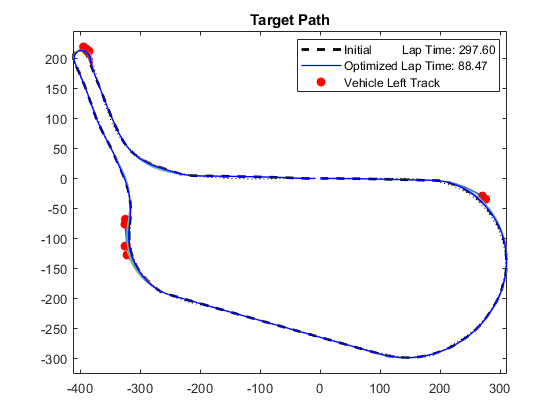 Target Path
Initial Lap Time: 297.60
Optimized Lap Time: 88.47
Vehicle Left Track
200
150
100
50
0
-50
-100
-150
-200
-250
-300
-400 -300 -200 -100 0 100 200 300